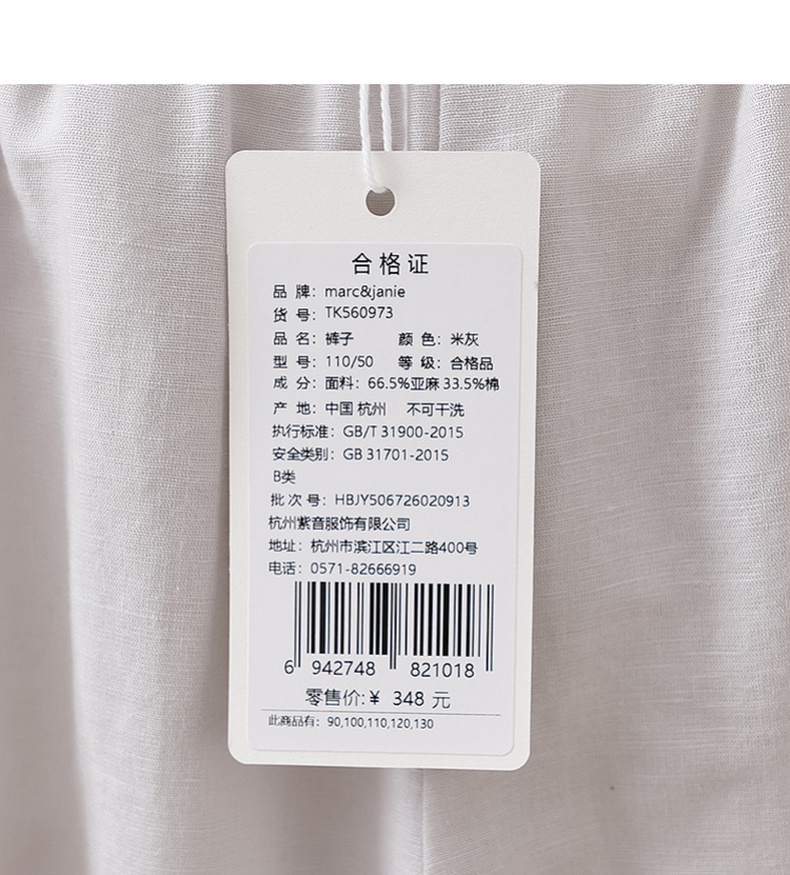 合格证
品 牌：marc&janie
货 号：TK560973
品 名：裤子 颜 色：米灰
型 号：110/50 等 级：合格品
成 分：面料：66.5%亚麻 33.5%棉
产 地：中国 杭州 不可干洗
执行标准：GB/T 31900-2015
安全类别：GB 31701-2015
B类
批 次 号：HBJY506726020913
杭州紫音服饰有限公司
地址：杭州市滨江区江二路400号
电话：0571-82666919
6 942748 821018
零售价:¥ 348 元
此商品有：90,100,110,120,130